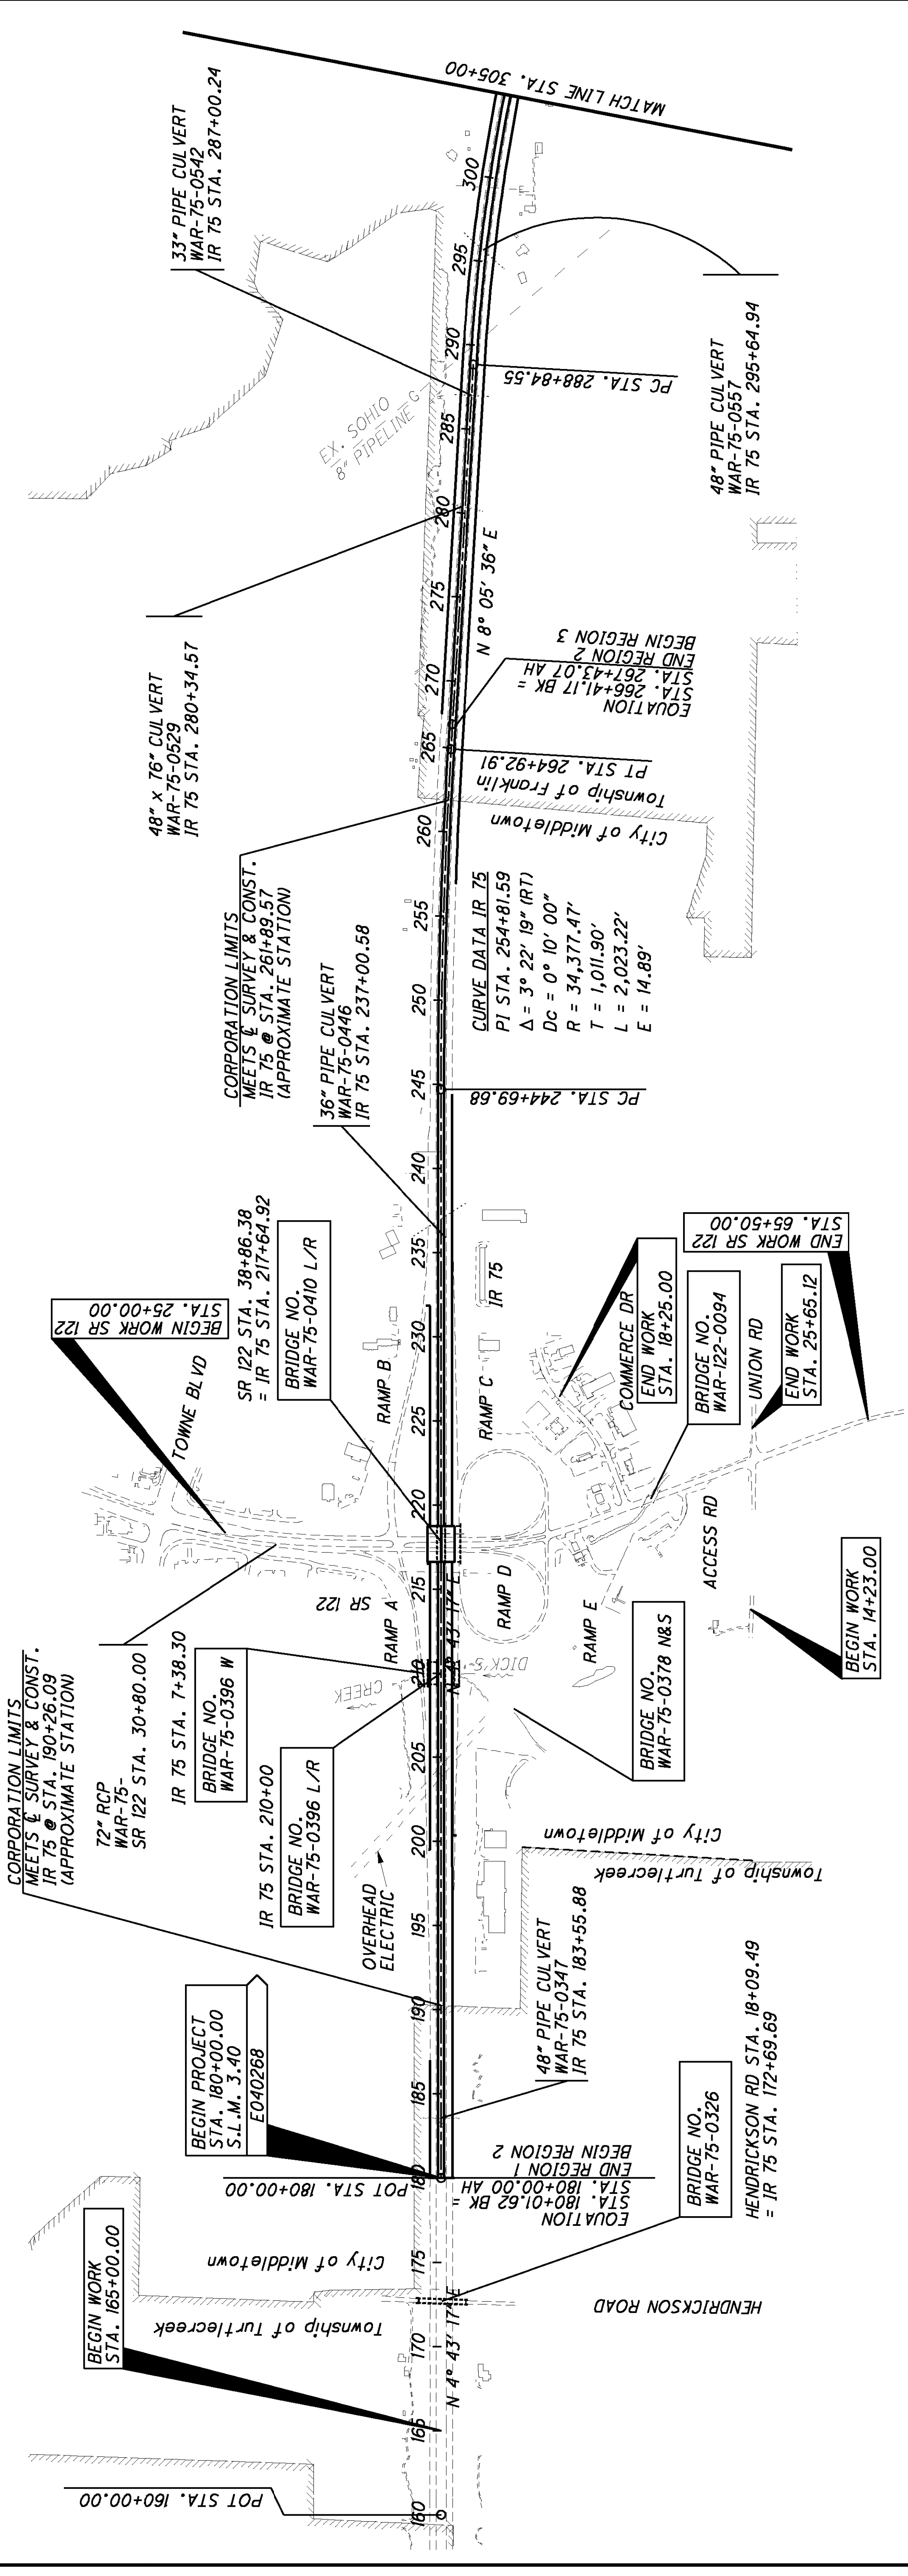 POT STA. 160+00.00
BEGIN WORK
STA. 165+00.00
Township of Turtlecreek
City of Middletown
HENDRICKSON ROAD
N 4° 43' 17" E
BRIDGE NO.
WAR-75-0326
HENDRICKSON RD STA. 18+09.49
= IR 75 STA. 172+69.69
POT STA. 180+00.00
EQUATION
STA. 180+01.62 BK =
STA. 180+00.00 AH
END REGION 1
BEGIN REGION 2
BEGIN PROJECT
STA. 180+00.00
S.L.M. 3.40
E040268
48" PIPE CULVERT
WAR-75-0347
IR 75 STA. 183+55.88
CORPORATION LIMITS
MEETS ℄ SURVEY & CONST.
IR 75 @ STA. 190+26.09
(APPROXIMATE STATION)
OVERHEAD
ELECTRIC
Township of Turtlecreek
City of Middletown
72" RCP
WAR-75-
SR 122 STA. 30+80.00
IR 75 STA. 7+38.30
BRIDGE NO.
WAR-75-0396 W
IR 75 STA. 210+00
BRIDGE NO.
WAR-75-0396 L/R
CREEK
DICK'S
N 4° 43' 17" E
SR 122
RAMP A
RAMP D
RAMP E
BRIDGE NO.
WAR-75-0378 N&S
ACCESS RD
BEGIN WORK
STA. 14+23.00
BEGIN WORK SR 122
STA. 25+00.00
TOWNE BLVD
SR 122 STA. 38+86.38
= IR 75 STA. 217+64.92
BRIDGE NO.
WAR-75-0410 L/R
RAMP B
RAMP C
IR 75
COMMERCE DR
END WORK
STA. 18+25.00
BRIDGE NO.
WAR-122-0094
UNION RD
END WORK
STA. 25+65.12
END WORK SR 122
STA. 65+50.00
36" PIPE CULVERT
WAR-75-0446
IR 75 STA. 237+00.58
PC STA. 244+69.68
CORPORATION LIMITS
MEETS ℄ SURVEY & CONST.
IR 75 @ STA. 261+89.57
(APPROXIMATE STATION)
CURVE DATA IR 75
PI STA. 254+81.59
Δ = 3° 22' 19" (RT)
Dc = 0° 10' 00"
R = 34,377.47'
T = 1,011.90'
L = 2,023.22'
E = 14.89'
City of Middletown
Township of Franklin
PT STA. 264+92.91
EQUATION
STA. 266+41.17 BK =
STA. 267+43.07 AH
END REGION 2
BEGIN REGION 3
48" x 76" CULVERT
WAR-75-0529
IR 75 STA. 280+34.57
N 8° 05' 36" E
EX. SOHIO
8" PIPELINE
G
33" PIPE CULVERT
WAR-75-0542
IR 75 STA. 287+00.24
PC STA. 288+84.55
48" PIPE CULVERT
WAR-75-0557
IR 75 STA. 295+64.94
MATCH LINE STA. 305+00
160
165
170
175
180
185
190
195
200
205
210
215
220
225
230
235
240
245
250
255
260
265
270
275
280
285
290
295
300